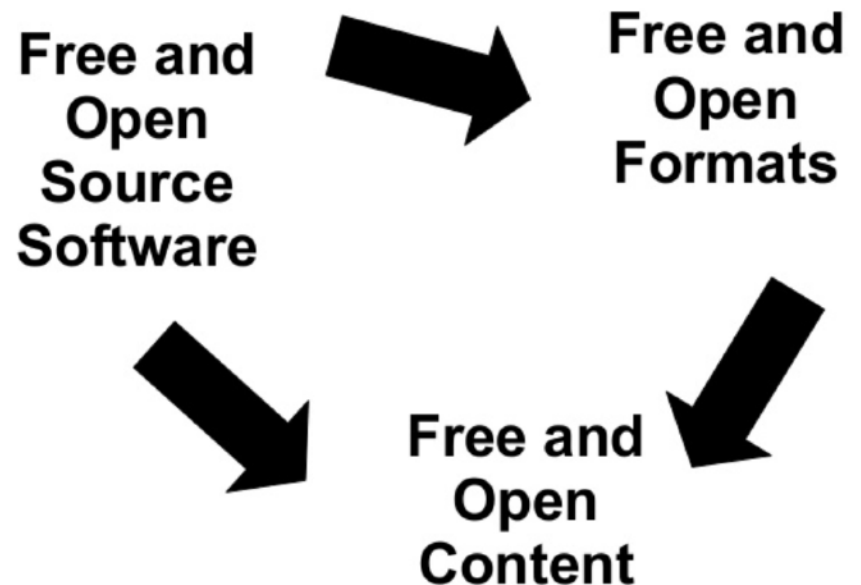 Free and
Open
Source
Software
Free and
Open
Formats
Free and
Open
Content